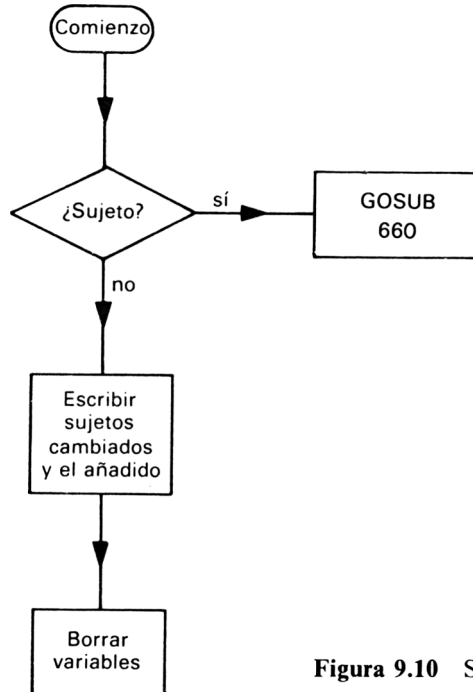 Comienzo
¿Sujeto?
sí
GOSUB
660
no
Escribir
sujetos
cambiados
y el añadido
Borrar
variables
Figura 9.10 S